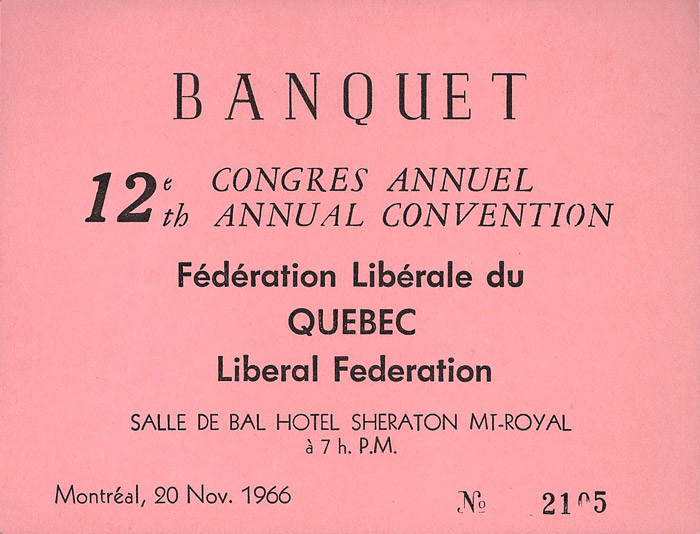 BANQUET
12e CONGRES ANNUEL
th ANNUAL CONVENTION
Fédération Libérale du
QUEBEC
Liberal Federation
SALLE DE BAL HOTEL SHERATON MT-ROYAL
à 7 h. P.M.
Montréal, 20 Nov. 1966 No 2105